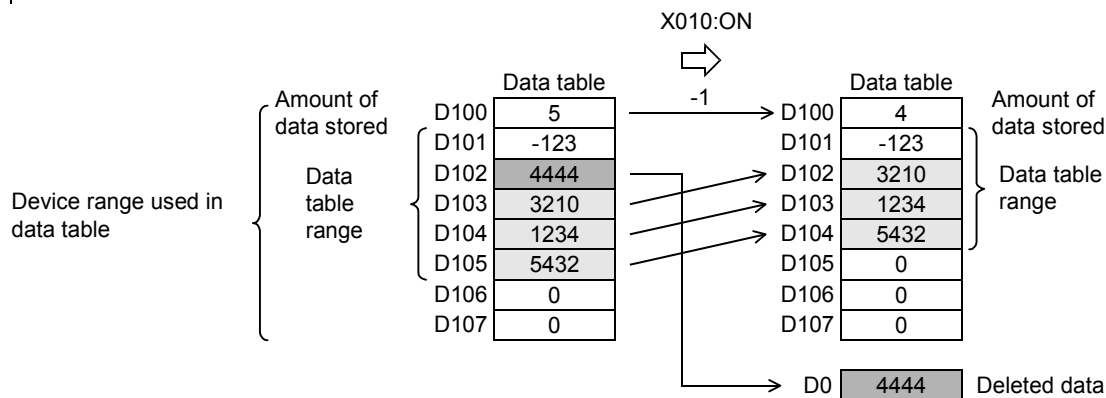 X010:ON
Data table
-1
Data table
Amount of
data stored
D100 5
D100 4
Amount of
data stored
D101 -123
D101 -123
Device range used in
data table
Data
table
range
D102 4444
D102 3210
Data table
range
D103 3210
D103 1234
D104 1234
D104 5432
D105 5432
D105 0
D106 0
D106 0
D107 0
D107 0
D0 4444 Deleted data